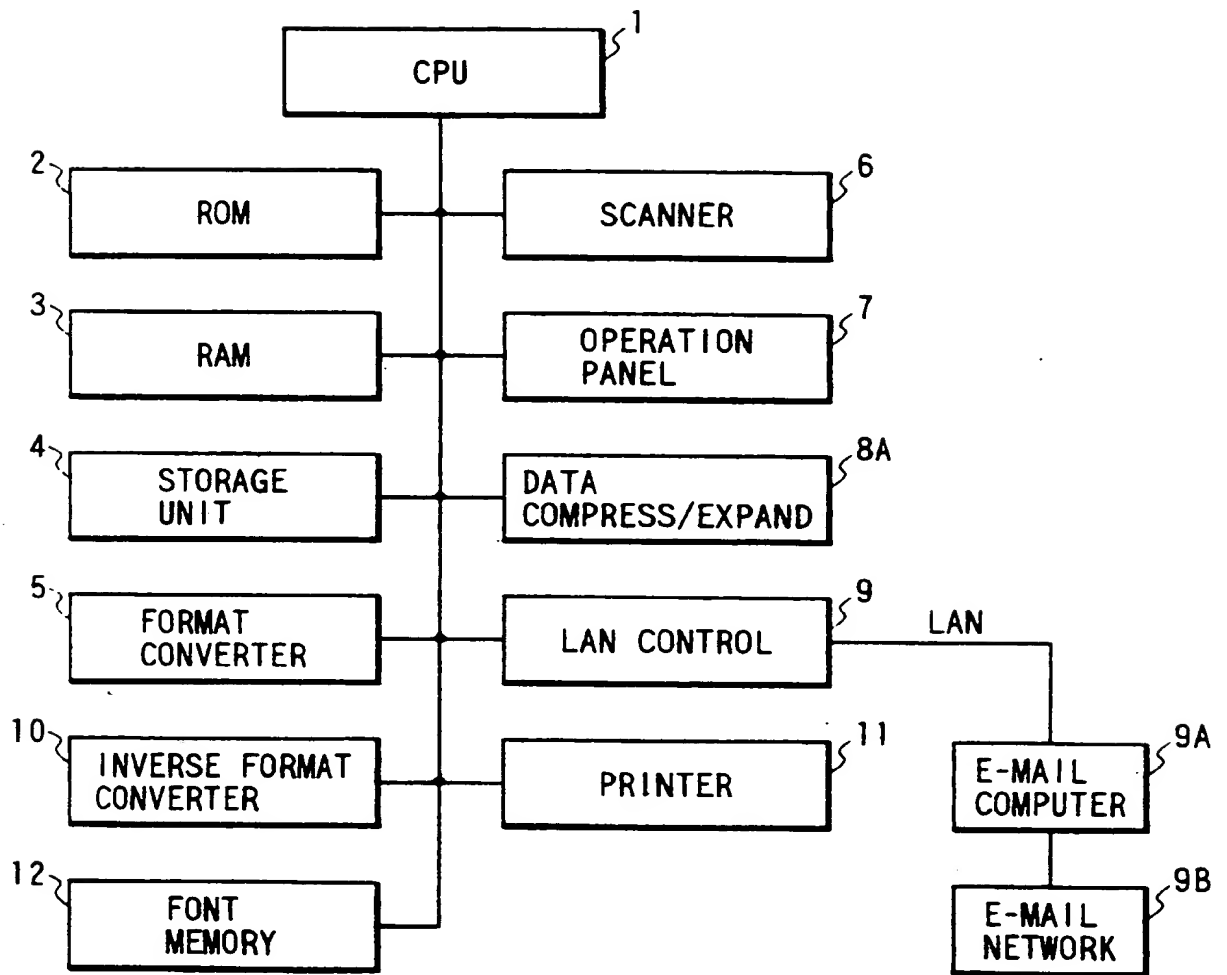 1
CPU
2
ROM
6
SCANNER
3
RAM
7
OPERATION
PANEL
4
STORAGE
UNIT
8A
DATA
COMPRESS/EXPAND
5
FORMAT
CONVERTER
9
LAN CONTROL
LAN
10
INVERSE FORMAT
CONVERTER
11
PRINTER
9A
E-MAIL
COMPUTER
12
FONT
MEMORY
9B
E-MAIL
NETWORK